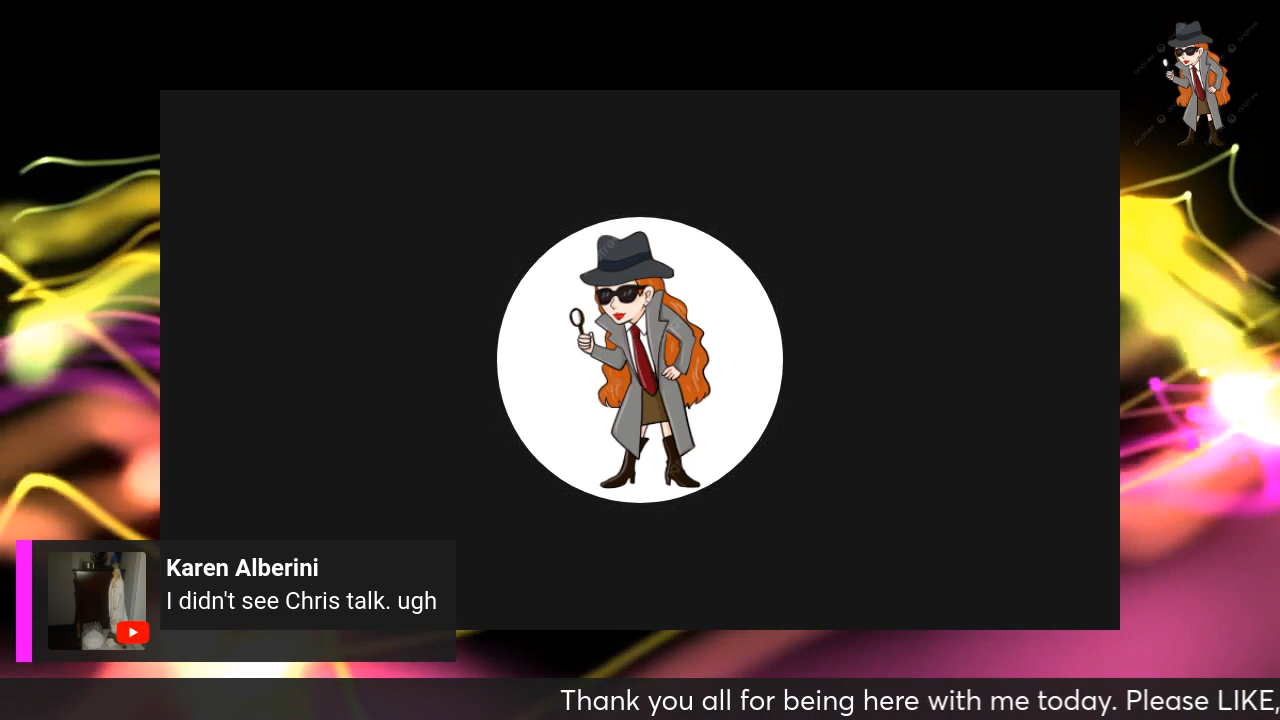 Karen Alberini
I didn't see Chris talk. ugh
Thank you all for being here with me today. Please LIKE,